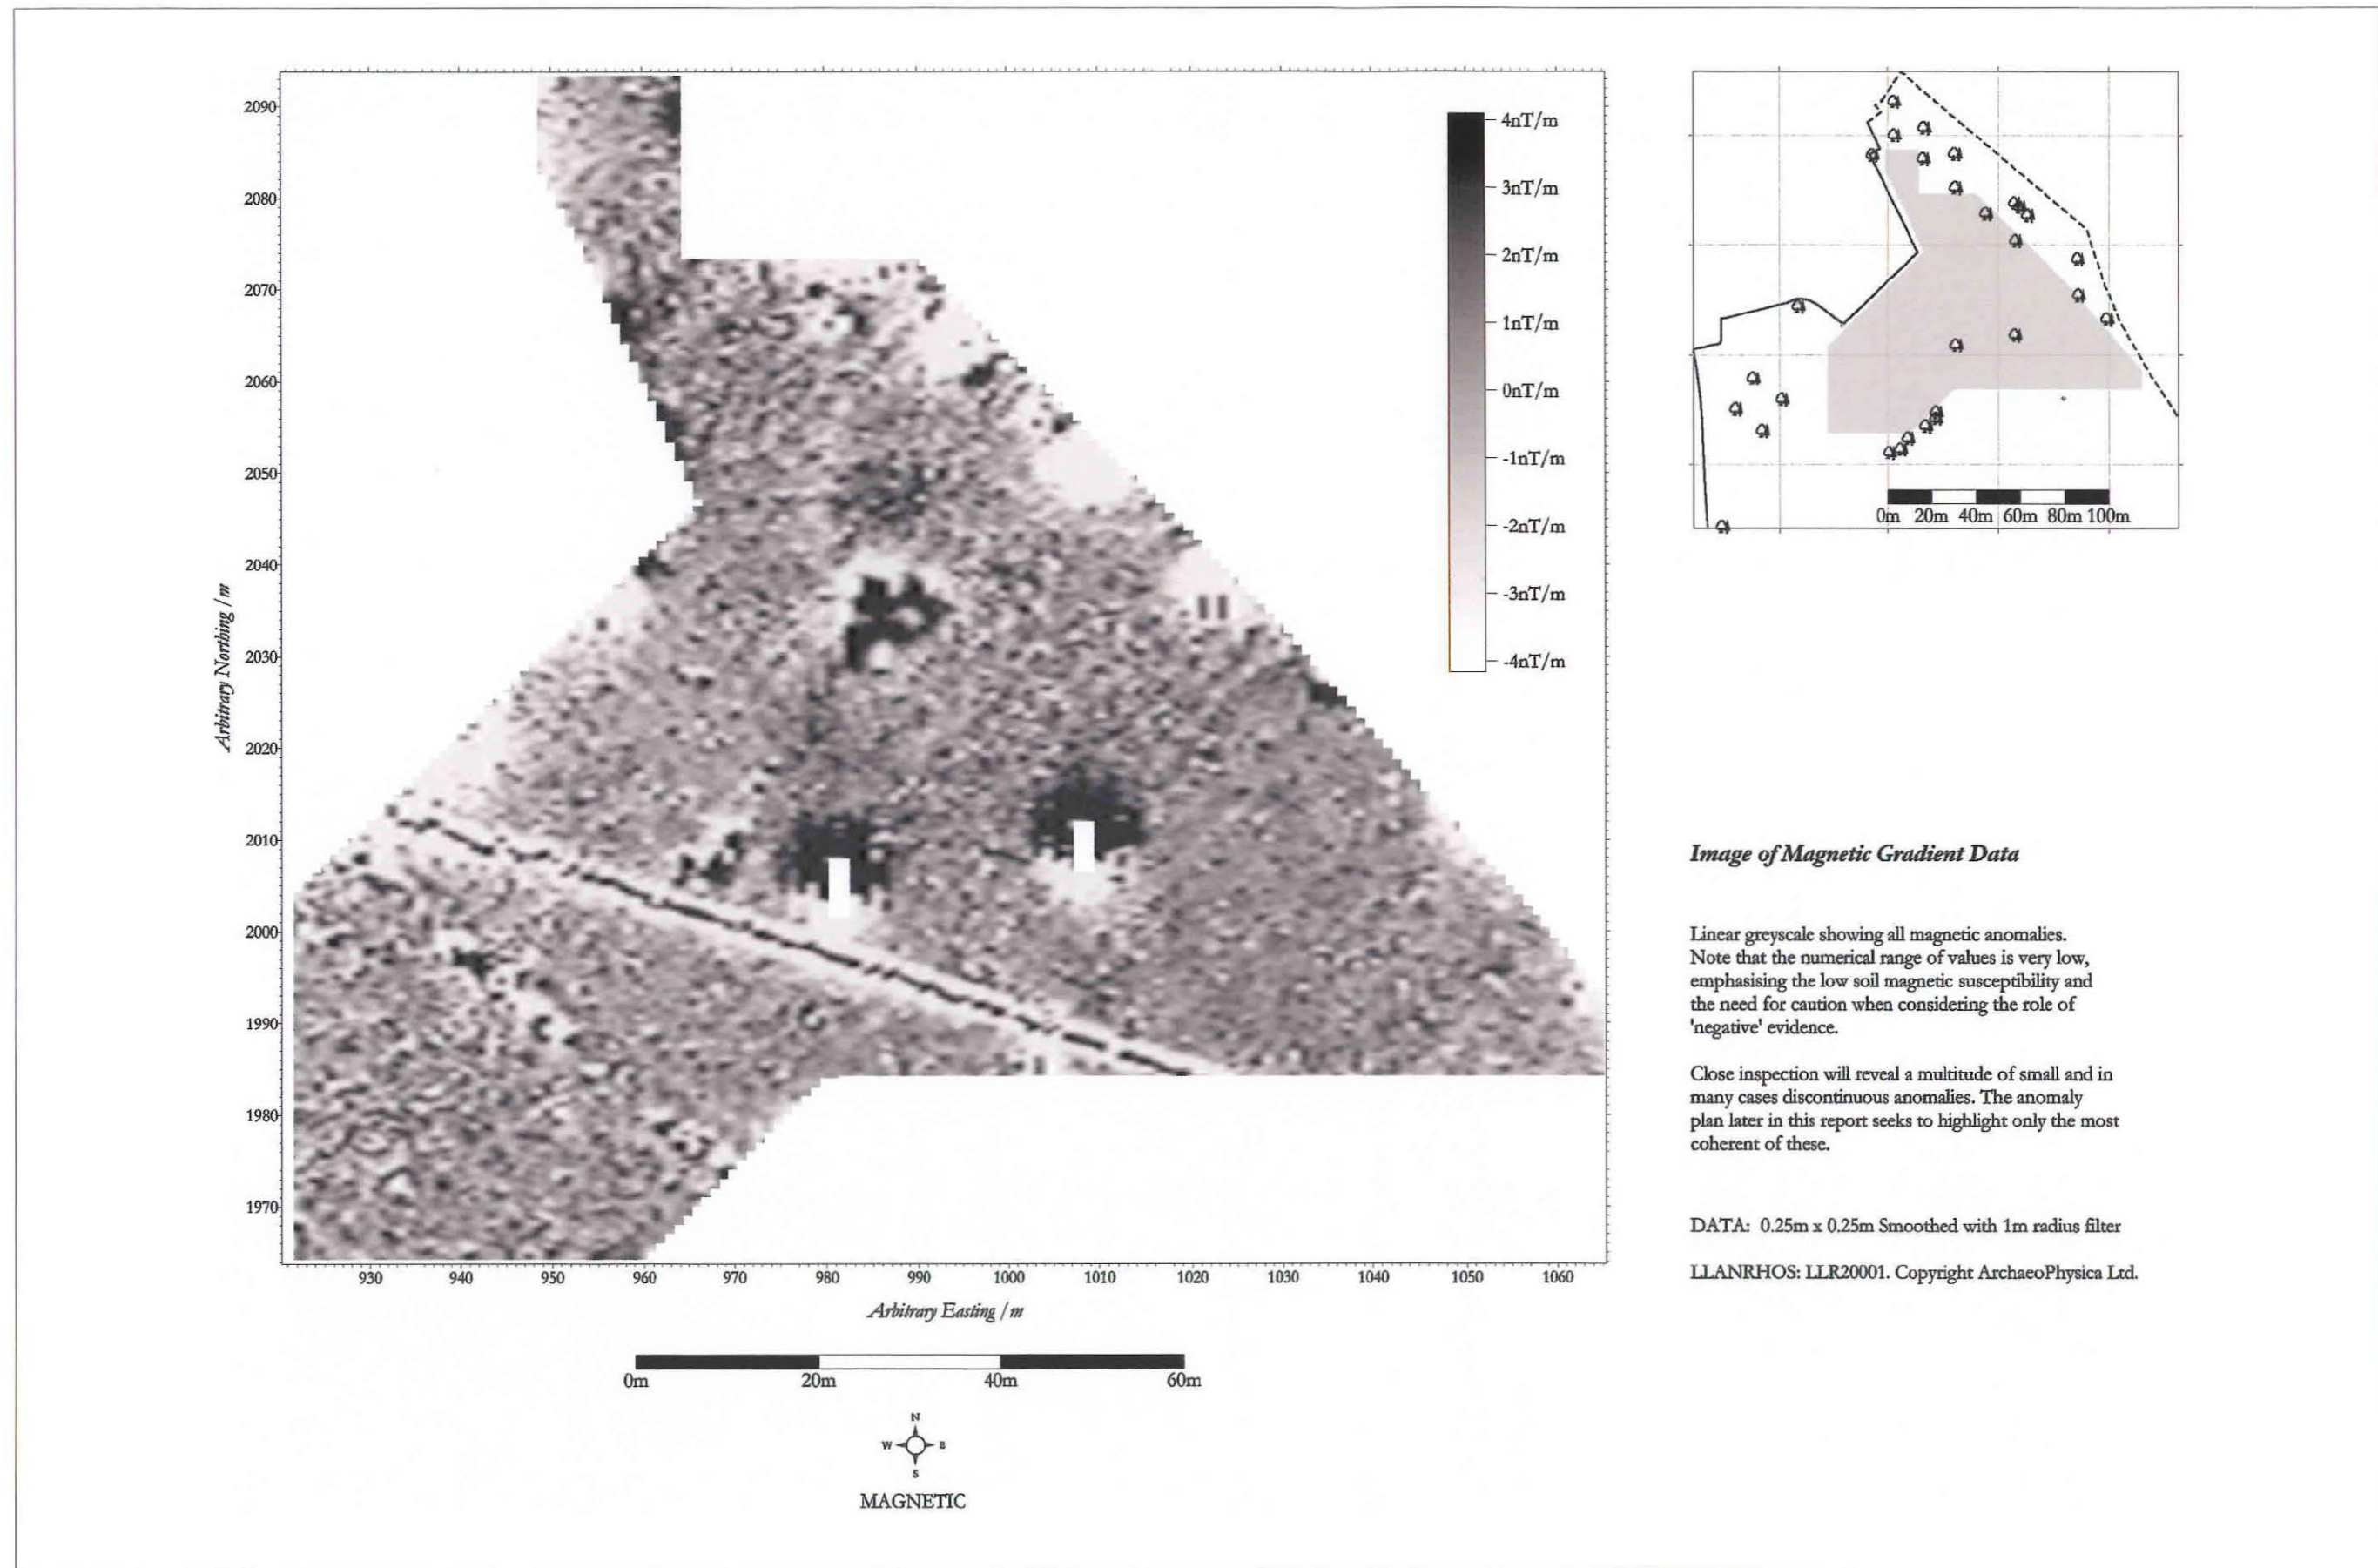 2090
2080
2070
2060
2050
2040
2030
2020
2010
2000
1990
1980
1970
Arbitrary Northing / m
930 940 950 960 970 980 990 1000 1010 1020 1030 1040 1050 1060
Arbitrary Easting / m
0m 20m 40m 60m
N
W E
S
MAGNETIC
4nT/m
3nT/m
2nT/m
1nT/m
0nT/m
-1nT/m
-2nT/m
-3nT/m
-4nT/m
0m 20m 40m 60m 80m 100m
Image of Magnetic Gradient Data
Linear greyscale showing all magnetic anomalies.
Note that the numerical range of values is very low,
emphasising the low soil magnetic susceptibility and
the need for caution when considering the role of
'negative' evidence.
Close inspection will reveal a multitude of small and in
many cases discontinuous anomalies. The anomaly
plan later in this report seeks to highlight only the most
coherent of these.
DATA: 0.25m x 0.25m Smoothed with 1m radius filter
LLANRHOS: LLR20001. Copyright ArchaeoPhysica Ltd.